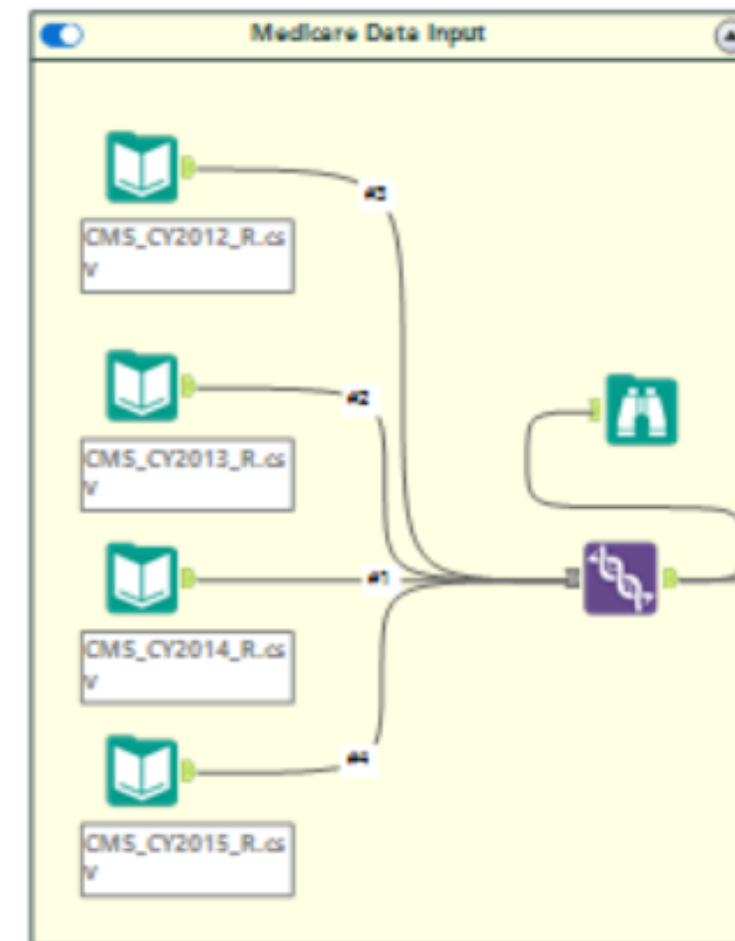 Medicare Data Input
#3
CMS_CY2012_R.cs
v
#2
CMS_CY2013_R.cs
v
#1
CMS_CY2014_R.cs
v
#4
CMS_CY2015_R.cs
v